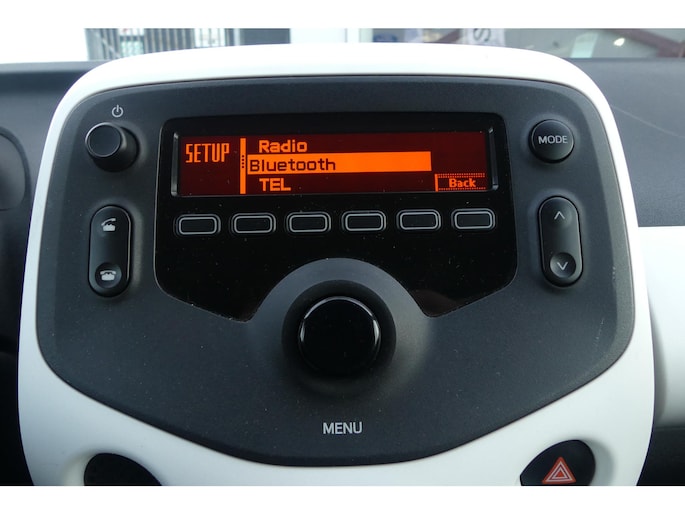 SETUP
Radio
Bluetooth
TEL
Back
MODE
MENU